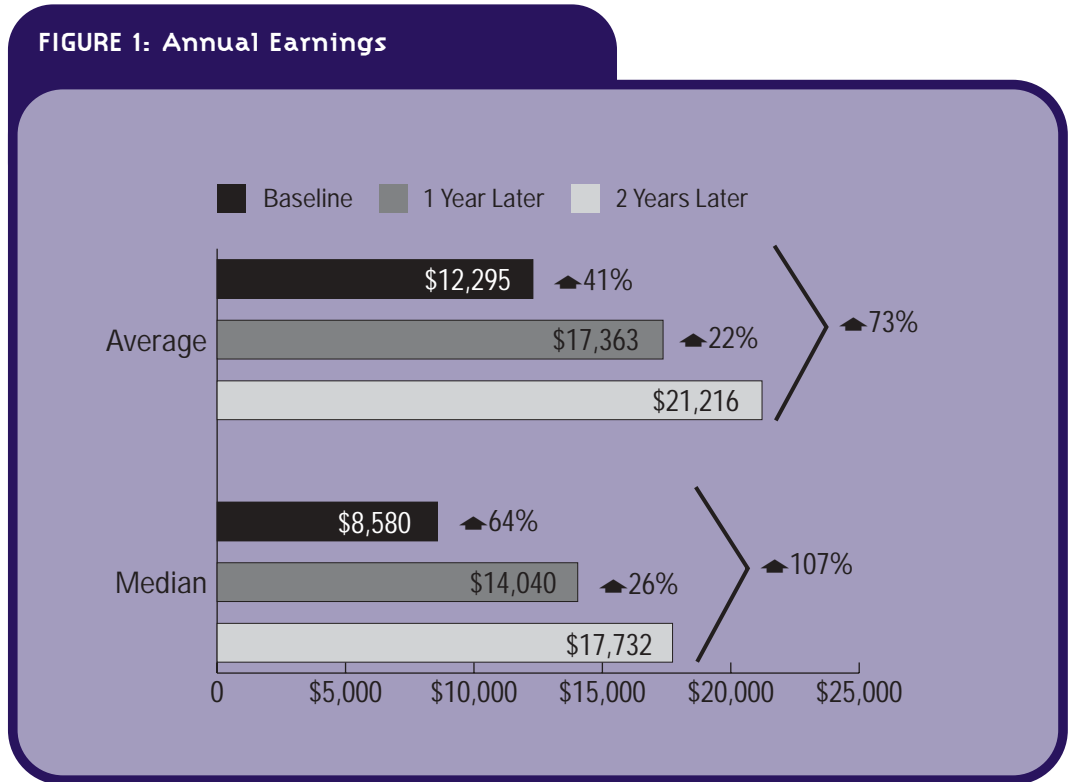 FIGURE 1: Annual Earnings
Baseline 1 Year Later 2 Years Later
$12,295 41%
Average $17,363 22% 73%
$21,216
$8,580 64%
Median $14,040 26% 107%
$17,732
0 $5,000 $10,000 $15,000 $20,000 $25,000